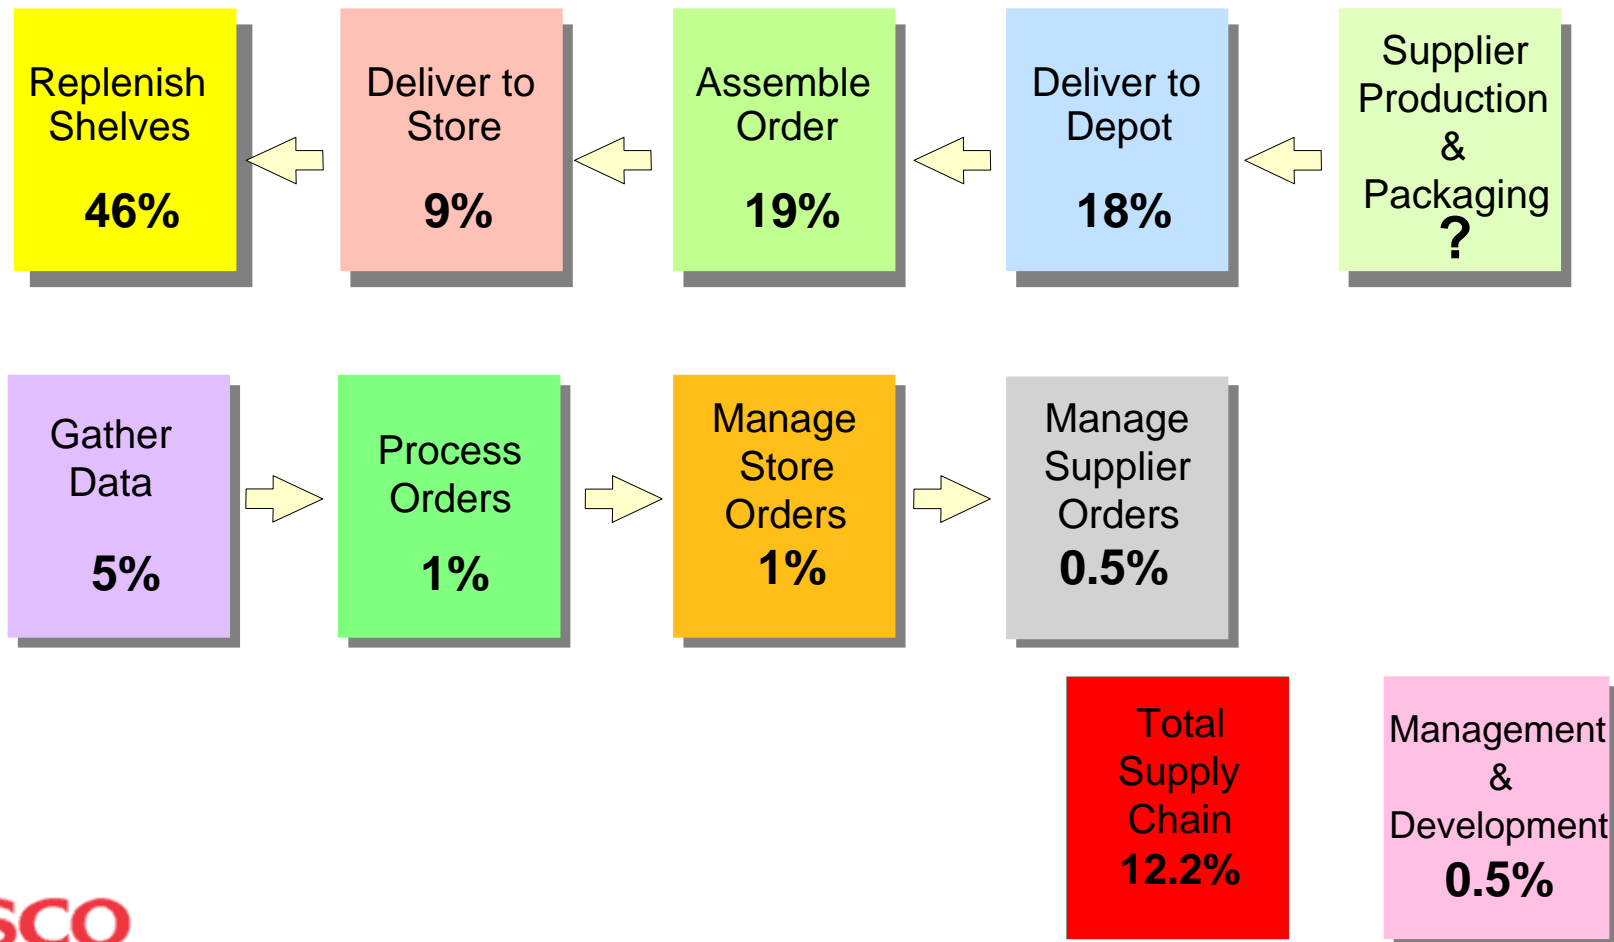 Replenish
Shelves
46%
Deliver to
Store
9%
Assemble
Order
19%
Deliver to
Depot
18%
Supplier
Production
&
Packaging
?
Gather
Data
5%
Process
Orders
1%
Manage
Store
Orders
1%
Manage
Supplier
Orders
0.5%
Total
Supply
Chain
12.2%
Management
&
Development
0.5%
SCO